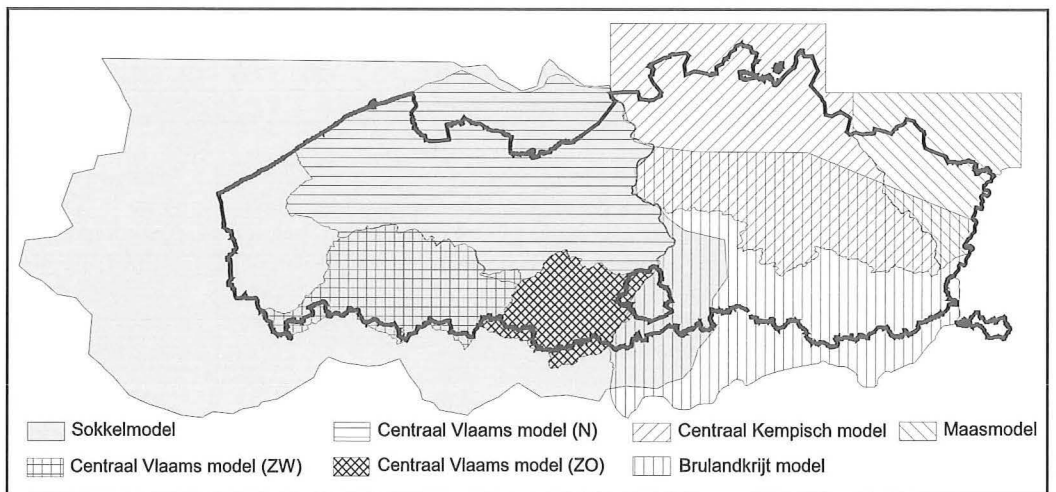 Sokkelmodel
Centraal Vlaams model (N)
Centraal Kempisch model
Maasmodel
Centraal Vlaams model (ZW)
Centraal Vlaams model (ZO)
Brulandkrijt model